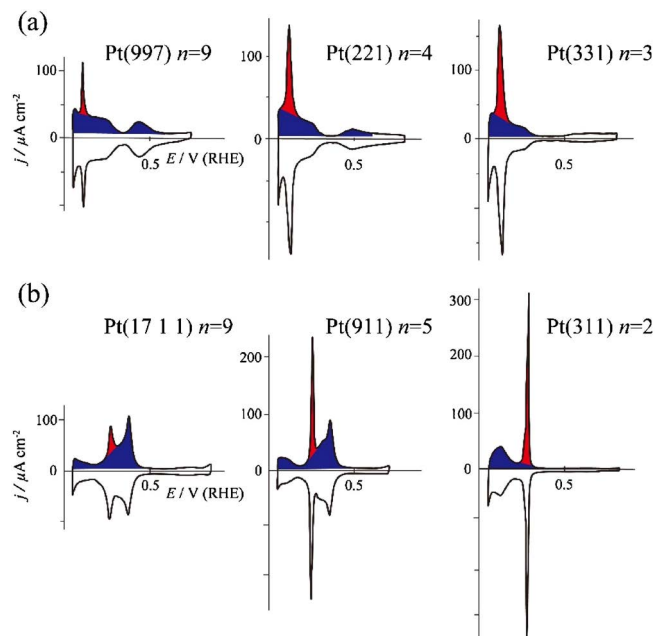 (a)
Pt(997) n=9
Pt(221) n=4
Pt(331) n=3
100
100
100
0
0
0
0.5
0.5
0.5
E / V (RHE)
j / μA cm⁻²
(b)
Pt(17 1 1) n=9
Pt(911) n=5
Pt(311) n=2
300
200
200
100
100
100
0
0
0
0.5
0.5
0.5
E / V (RHE)
j / μA cm⁻²